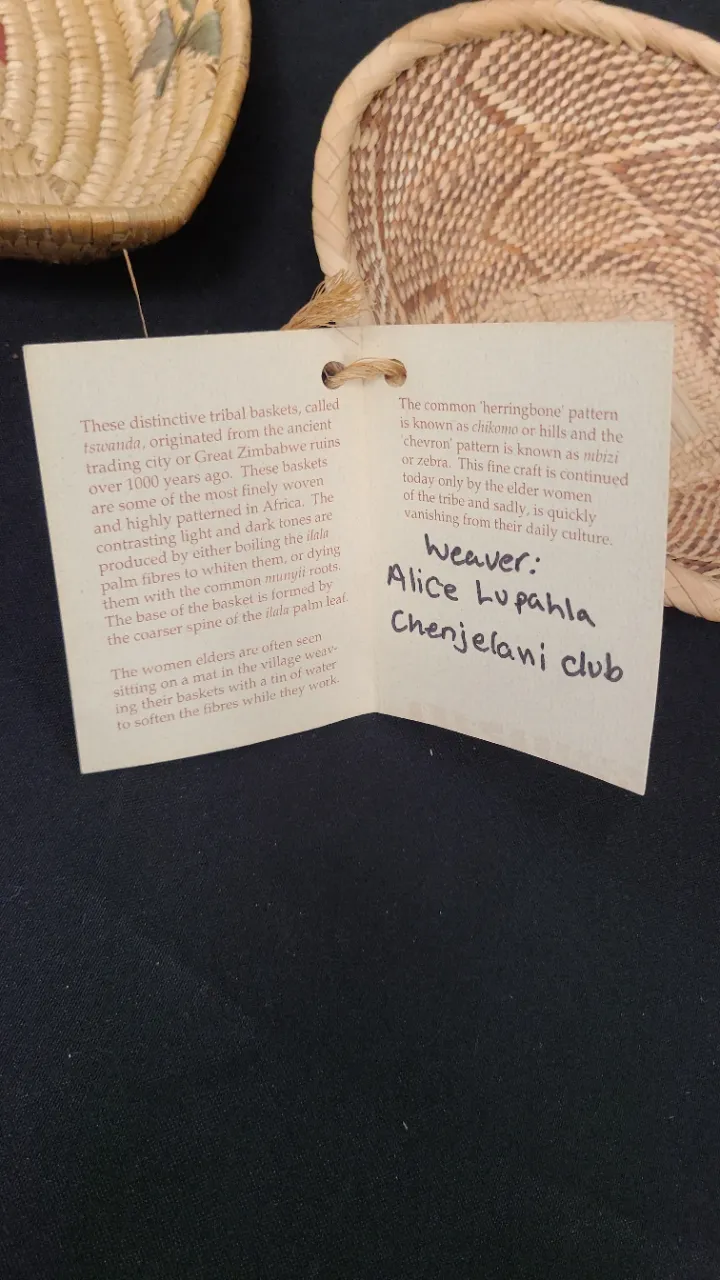 These distinctive tribal baskets, called
tswanda, originated from the ancient
trading city or Great Zimbabwe ruins
over 1000 years ago. These baskets
are some of the most finely woven
and highly patterned in Africa. The
contrasting light and dark tones are
produced by either boiling the ilala
palm fibres to whiten them, or dying
them with the common munyii roots.
The base of the basket is formed by
the coarser spine of the ilala palm leaf.
The women elders are often seen
sitting on a mat in the village weav-
ing their baskets with a tin of water
to soften the fibres while they work.
The common 'herringbone' pattern
is known as chikomo or hills and the
'chevron' pattern is known as mbizi
or zebra. This fine craft is continued
today only by the elder women
of the tribe and sadly, is quickly
vanishing from their daily culture.
Weaver:
Alice Lupahla
Chenjelani club